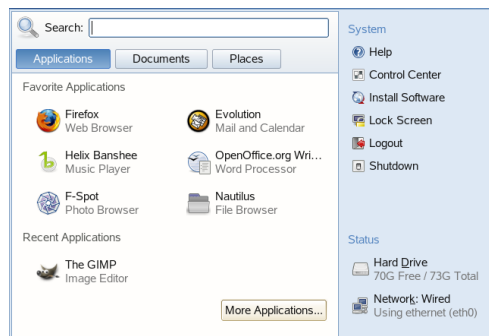 Search:
Applications
Documents
Places
Favorite Applications
Firefox
Web Browser
Evolution
Mail and Calendar
Helix Banshee
Music Player
OpenOffice.org Wri...
Word Processor
F-Spot
Photo Browser
Nautilus
File Browser
Recent Applications
The GIMP
Image Editor
More Applications...
System
Help
Control Center
Install Software
Lock Screen
Logout
Shutdown
Status
Hard Drive
70G Free / 73G Total
Network: Wired
Using ethernet (eth0)